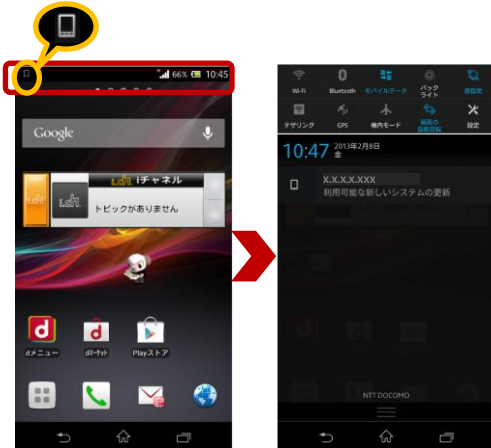 66% 10:45
Google
iチャネル
トピックがありません
dメニュー
dマーケット
Playストア
Wi-Fi
Bluetooth
モバイルデータ
バック
ライト
テザリング
GPS
機内モード
画面の
自動回転
設定
10:47 2013年2月8日
金
X.X.X.X.XXX
利用可能な新しいシステムの更新
NTT DOCOMO